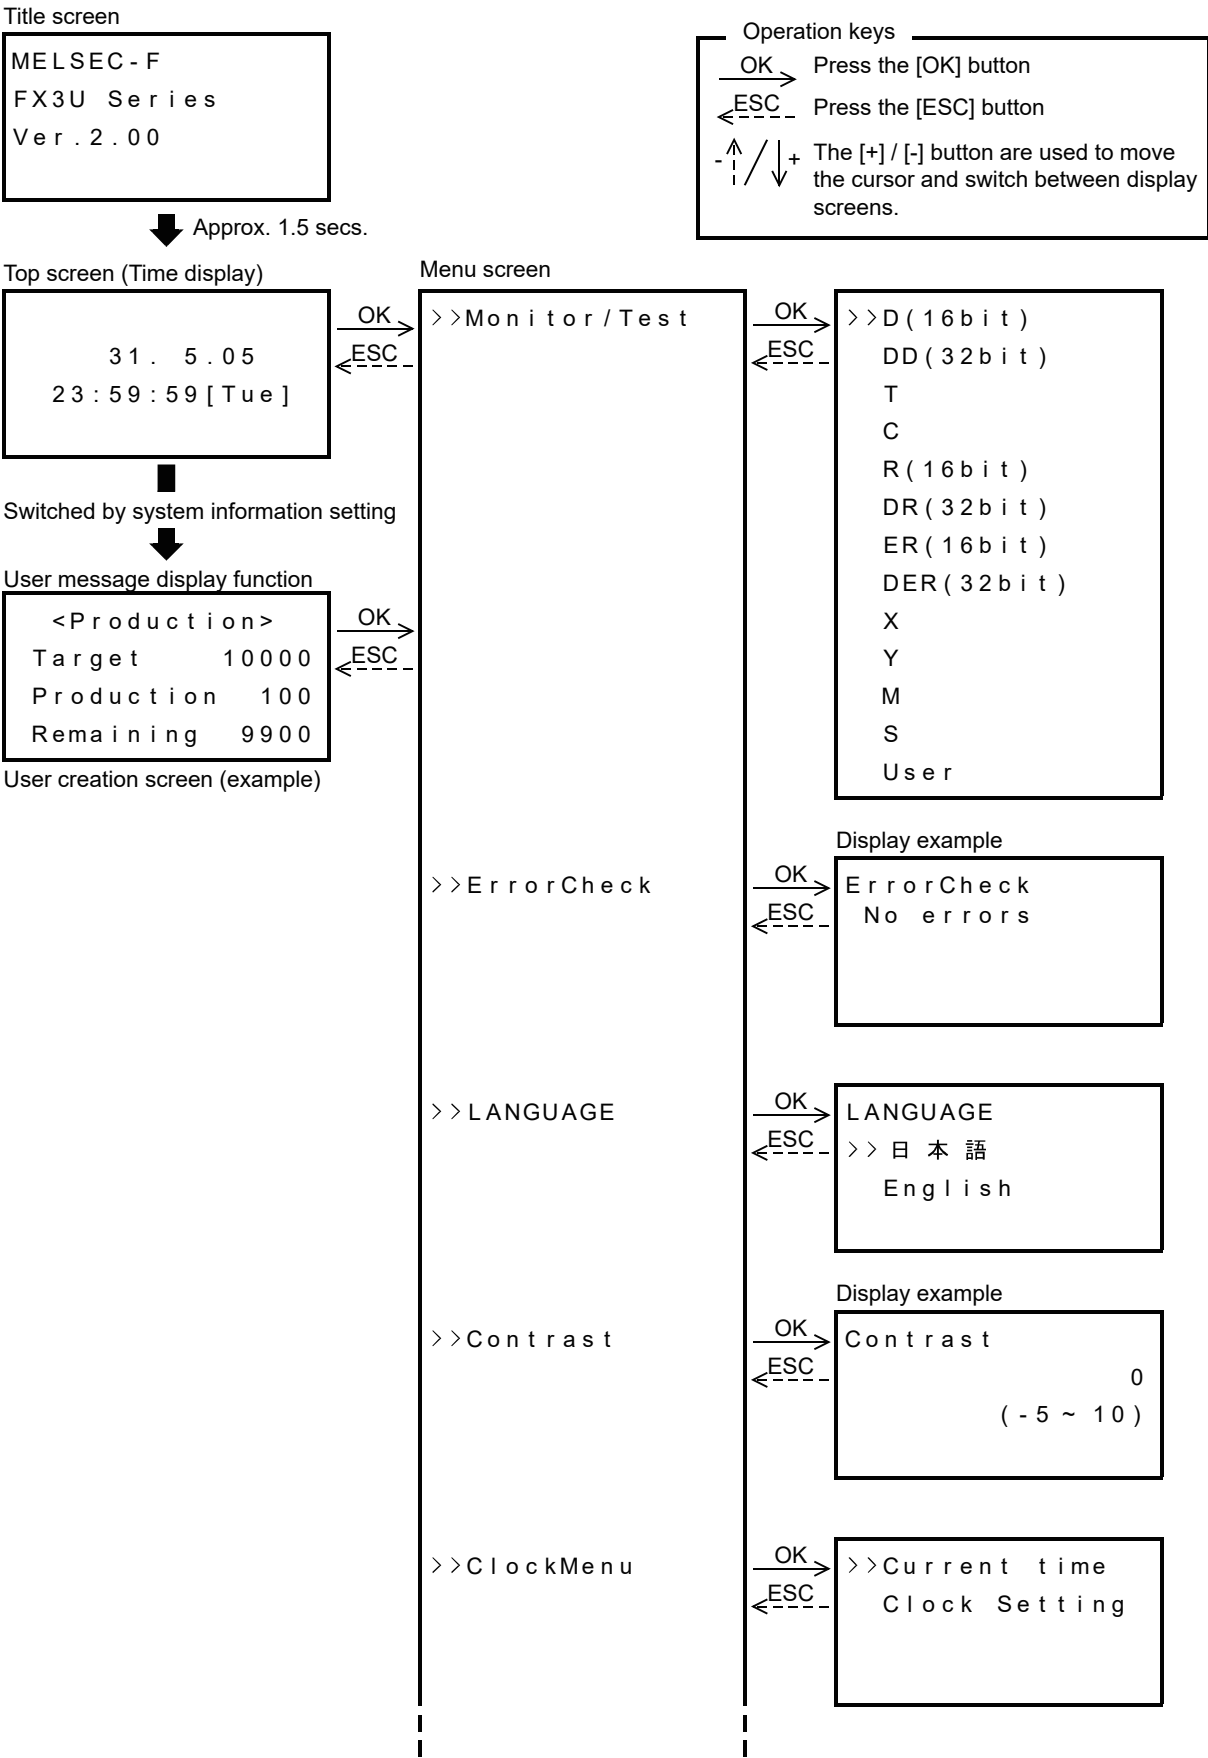 Title screen
MELSEC-F
FX3U Series
Ver.2.00
Approx. 1.5 secs.
Operation keys
OK Press the [OK] button
ESC Press the [ESC] button
- / + The [+] / [-] button are used to move
the cursor and switch between display
screens.
Top screen (Time display)
31. 5.05
23:59:59[Tue]
Switched by system information setting
User message display function
<Production>
Target 10000
Production 100
Remaining 9900
User creation screen (example)
OK
ESC
OK
ESC
Menu screen
>>Monitor/Test
OK
ESC
>>D(16bit)
DD(32bit)
T
C
R(16bit)
DR(32bit)
ER(16bit)
DER(32bit)
X
Y
M
S
User
>>ErrorCheck
OK
ESC
Display example
ErrorCheck
No errors
>>LANGUAGE
OK
ESC
LANGUAGE
>>日本語
English
>>Contrast
OK
ESC
Display example
Contrast
0
(-5~10)
>>ClockMenu
OK
ESC
>>Current time
Clock Setting